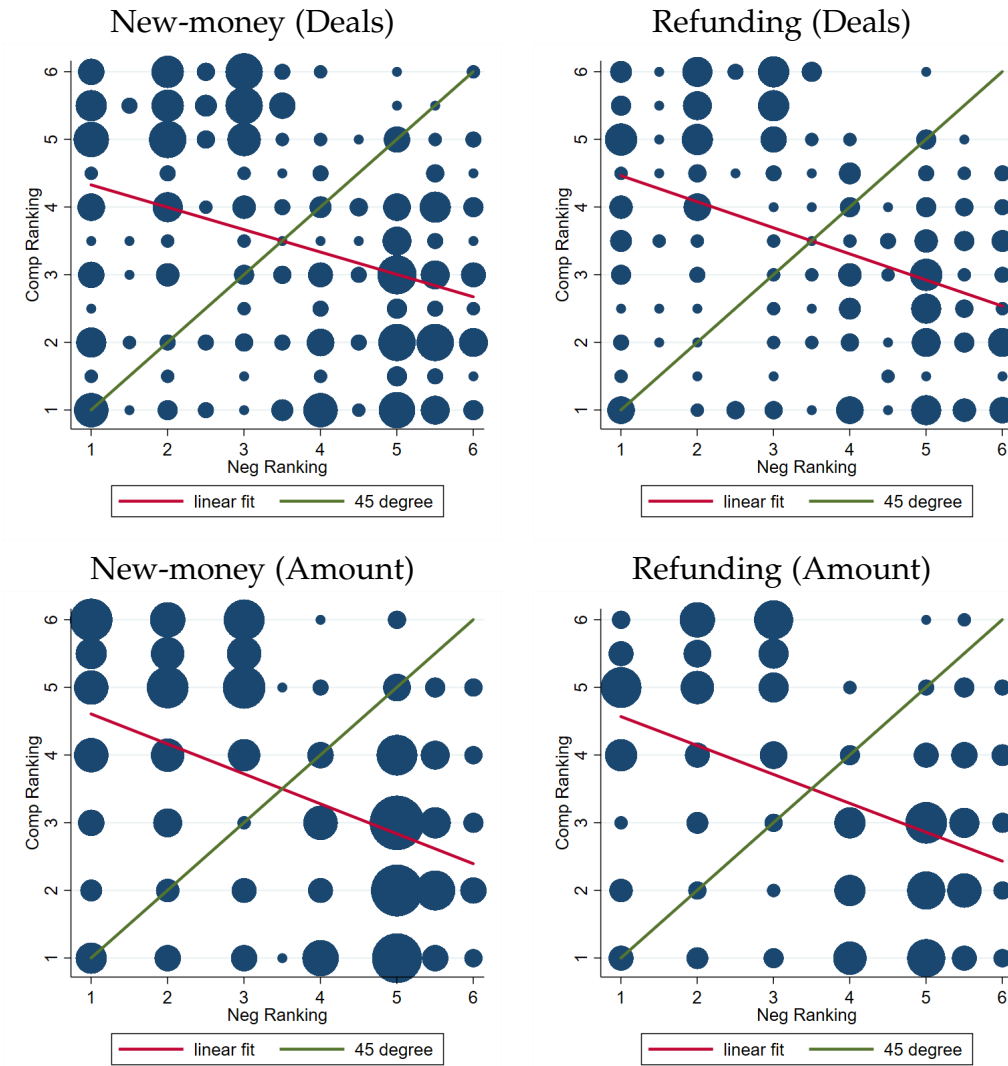 New-money (Deals)
Comp Ranking
6
5
4
3
2
1
1 2 3 4 5 6
Neg Ranking
linear fit 45 degree
Refunding (Deals)
Comp Ranking
6
5
4
3
2
1
1 2 3 4 5 6
Neg Ranking
linear fit 45 degree
New-money (Amount)
Comp Ranking
6
5
4
3
2
1
1 2 3 4 5 6
Neg Ranking
linear fit 45 degree
Refunding (Amount)
Comp Ranking
6
5
4
3
2
1
1 2 3 4 5 6
Neg Ranking
linear fit 45 degree